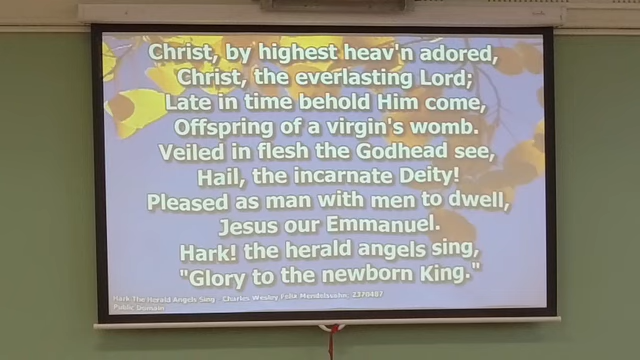 Christ, by highest heav'n adored,
Christ, the everlasting Lord;
Late in time behold Him come,
Offspring of a virgin's womb.
Veiled in flesh the Godhead see,
Hail, the incarnate Deity!
Pleased as man with men to dwell,
Jesus our Emmanuel.
Hark! the herald angels sing,
"Glory to the newborn King."
Hark The Herald Angels Sing Charles Wesley Felix Mendelssohn 2370487
Public Domain